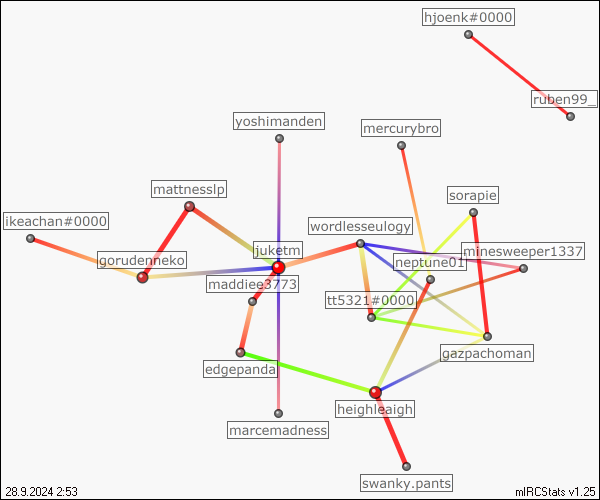 hjoenk#0000
ruben99_
yoshimanden
mercurybro
mattnesslp
sorapie
ikeachan#0000
wordlesseulogy
juketm
minesweeper1337
gorudenneko
neptune01
maddiee3773
tt5321#0000
gazpachoman
edgepanda
heighleaigh
marcemadness
swanky.pants
28.9.2024 2:53
mIRCStats v1.25